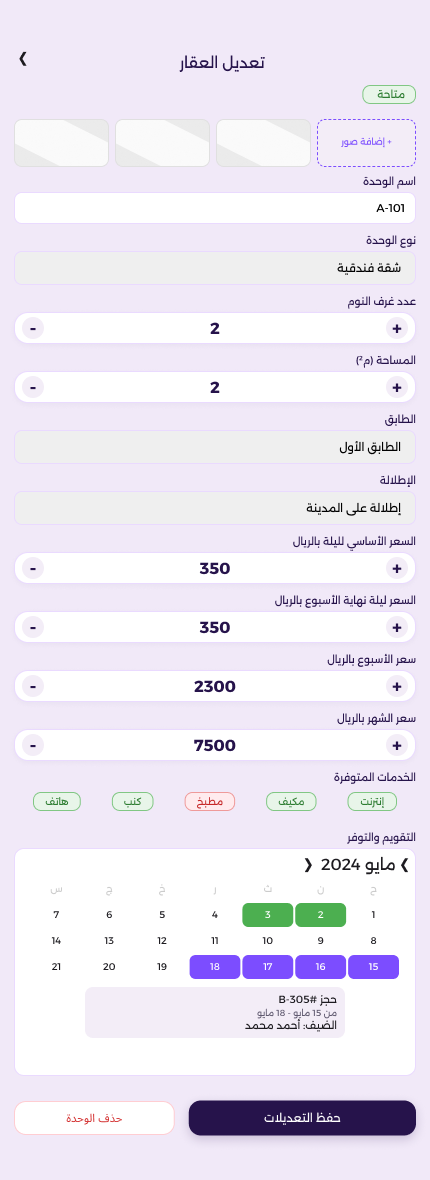 تعديل العقار
❯
متاحة
+ إضافة صور
اسم الوحدة
A-101
نوع الوحدة
شقة فندقية
عدد غرف النوم
+ 2 -
المساحة (م²)
+ 2 -
الطابق
الطابق الأول
الإطلالة
إطلالة على المدينة
السعر الأساسي لليلة بالريال
+ 350 -
السعر ليلة نهاية الأسبوع بالريال
+ 350 -
سعر الأسبوع بالريال
+ 2300 -
سعر الشهر بالريال
+ 7500 -
الخدمات المتوفرة
إنترنت مكيف مطبخ كنب هاتف
التقويم والتوفر
❮ مايو 2024 ❯
ح ن ث ر خ ج س
1 2 3 4 5 6 7
8 9 10 11 12 13 14
15 16 17 18 19 20 21
حجز #B-305
من 15 مايو - 18 مايو
الضيف: أحمد محمد
حفظ التعديلات
حذف الوحدة